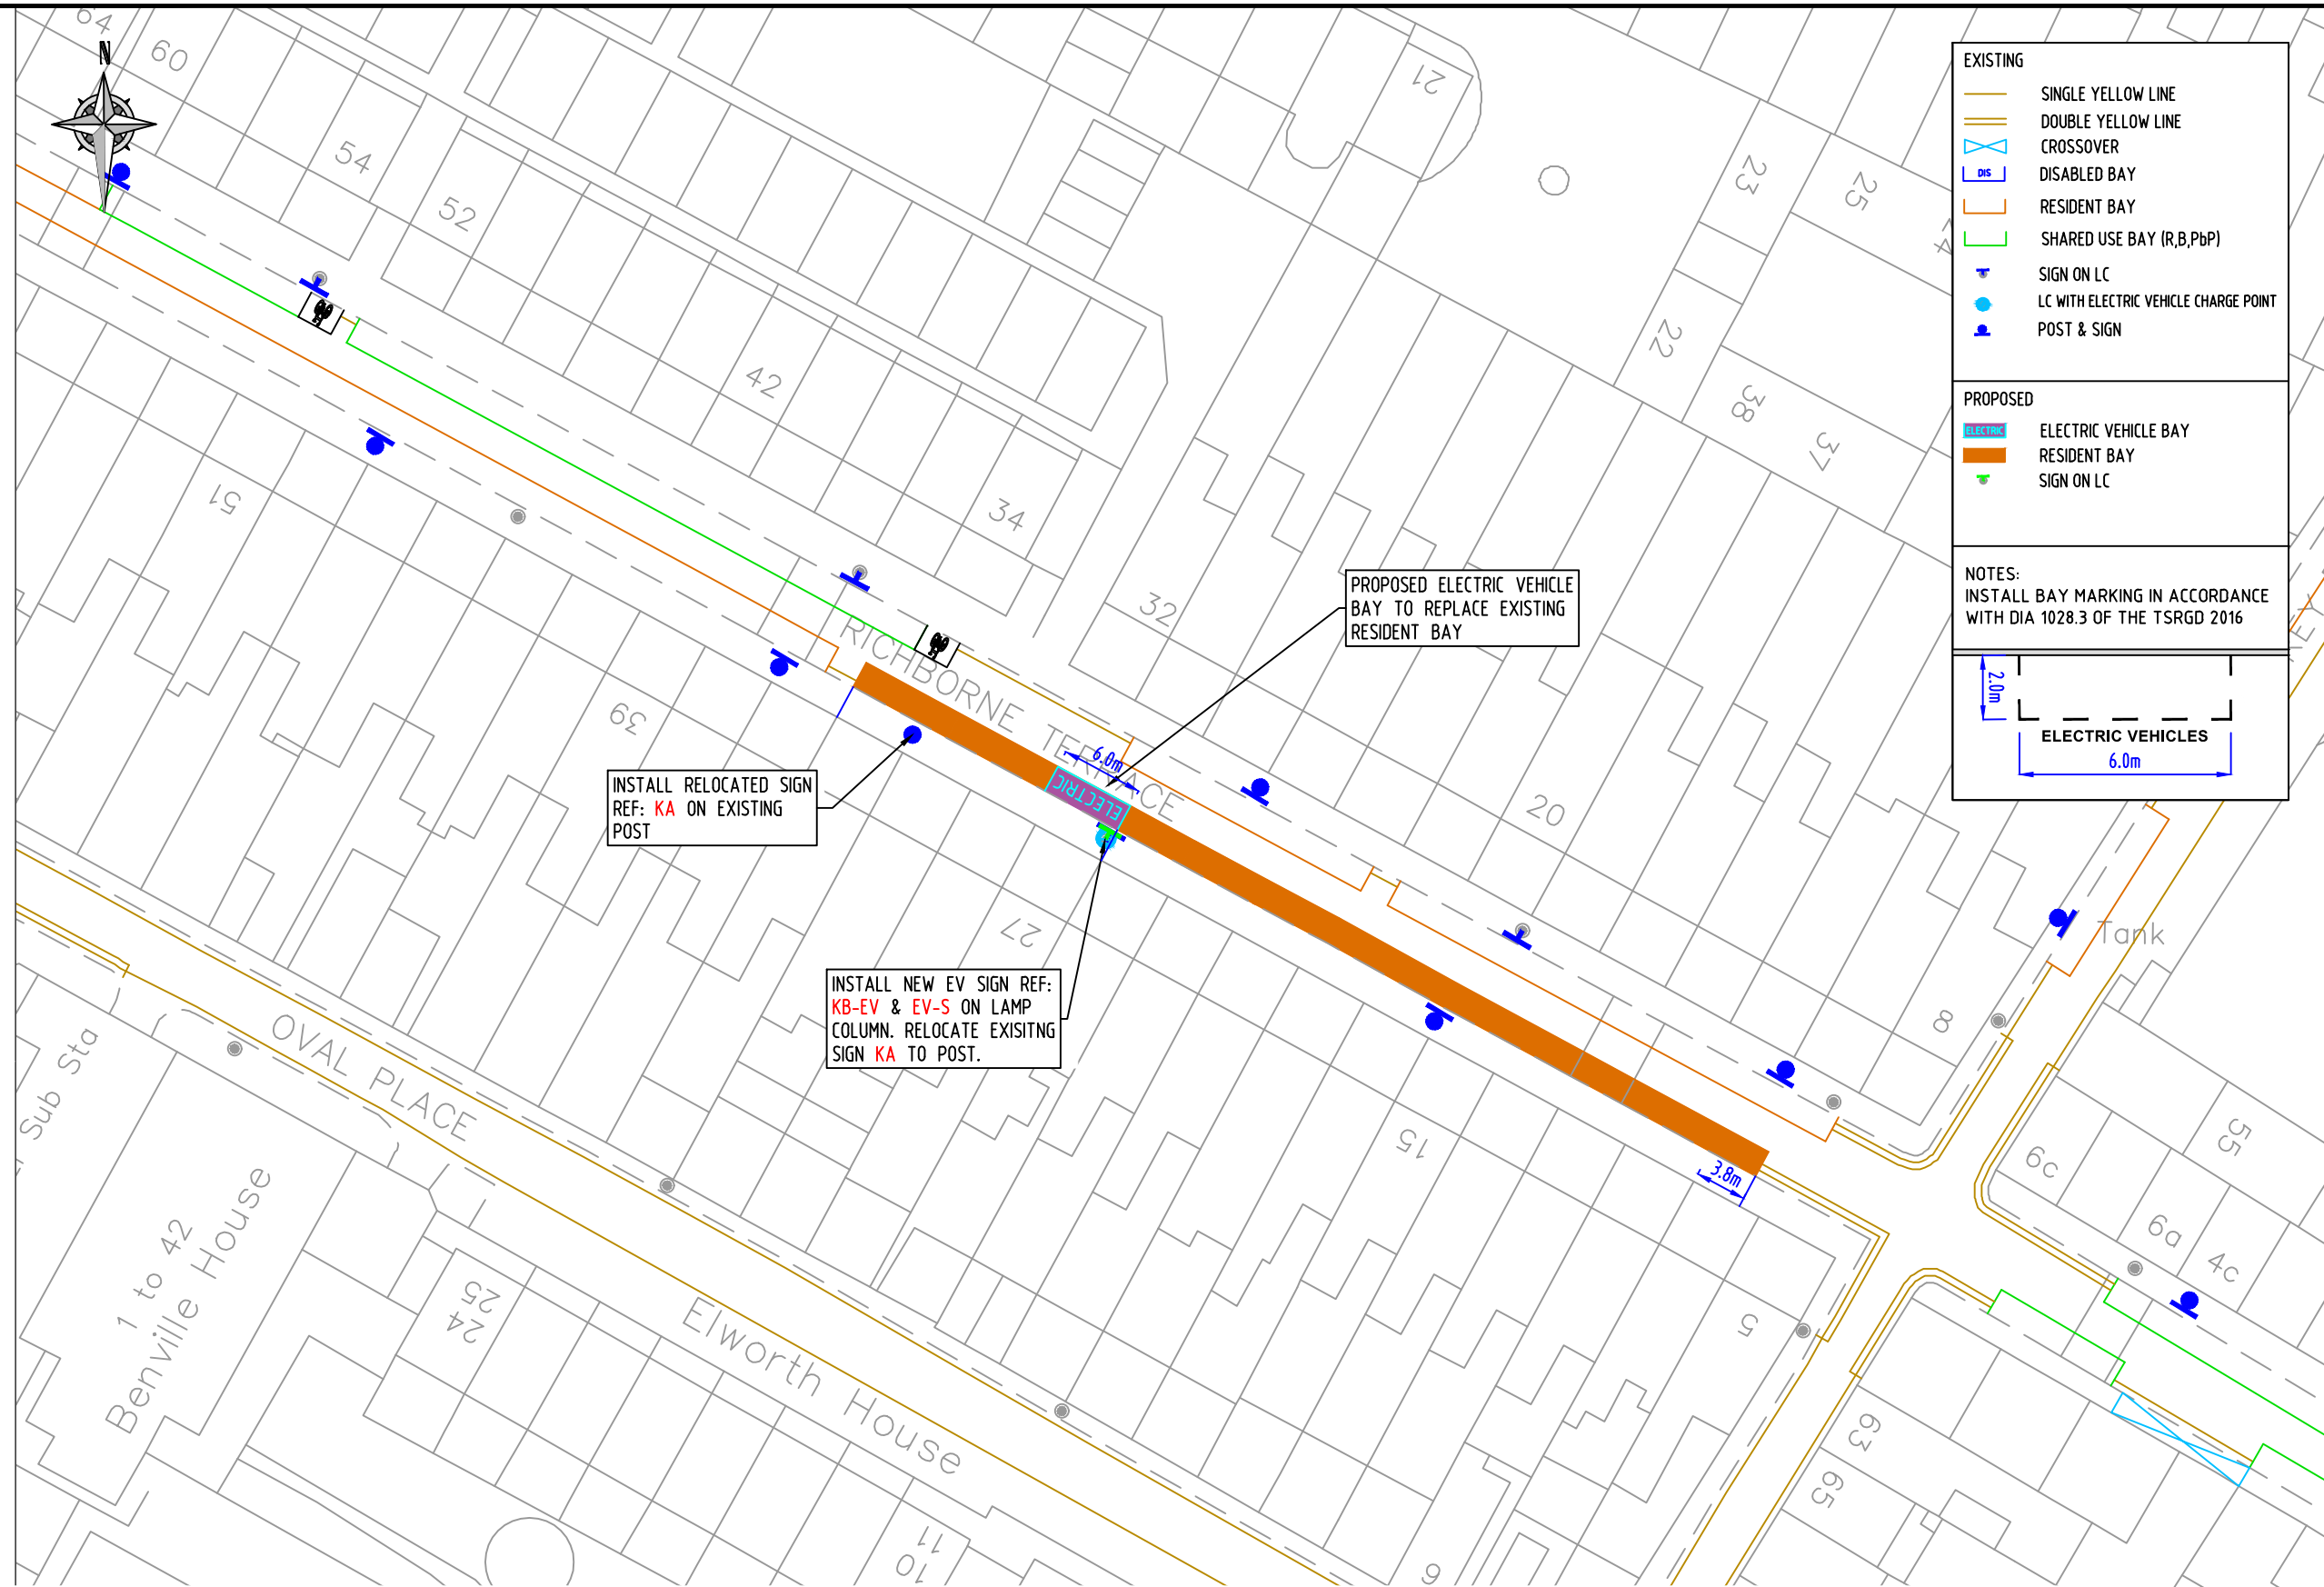 64
N
60
54
52
51
42
34
39
32
27
21
23
25
22
38
37
20
8
15
5
RICHBORNE TERRACE
ELECTRIC
6.0m
3.8m
PROPOSED ELECTRIC VEHICLE
BAY TO REPLACE EXISTING
RESIDENT BAY
INSTALL RELOCATED SIGN
REF: KA ON EXISTING
POST
INSTALL NEW EV SIGN REF:
KB-EV & EV-S ON LAMP
COLUMN. RELOCATE EXISITNG
SIGN KA TO POST.
OVAL PLACE
Sub Sta
1 to 42
Benville House
25
24
Elworth House
11
10
9
Tank
55
6c
6a
4c
63
65
EXISTING
SINGLE YELLOW LINE
DOUBLE YELLOW LINE
CROSSOVER
DIS DISABLED BAY
RESIDENT BAY
SHARED USE BAY (R,B,PbP)
SIGN ON LC
LC WITH ELECTRIC VEHICLE CHARGE POINT
POST & SIGN
PROPOSED
ELECTRIC ELECTRIC VEHICLE BAY
RESIDENT BAY
SIGN ON LC
NOTES:
INSTALL BAY MARKING IN ACCORDANCE
WITH DIA 1028.3 OF THE TSRGD 2016
2.0m
ELECTRIC VEHICLES
6.0m